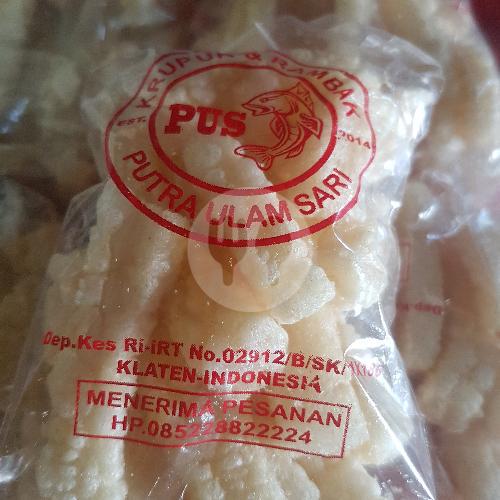 KRUPUK & RAMBAK
EST. PUS 2014
PUTRA ULAM SARI
Dep.Kes Ri-iRT No.02912/B/SK/
KLATEN-INDONESIA
MENERIMA PESANAN
HP.085228822224